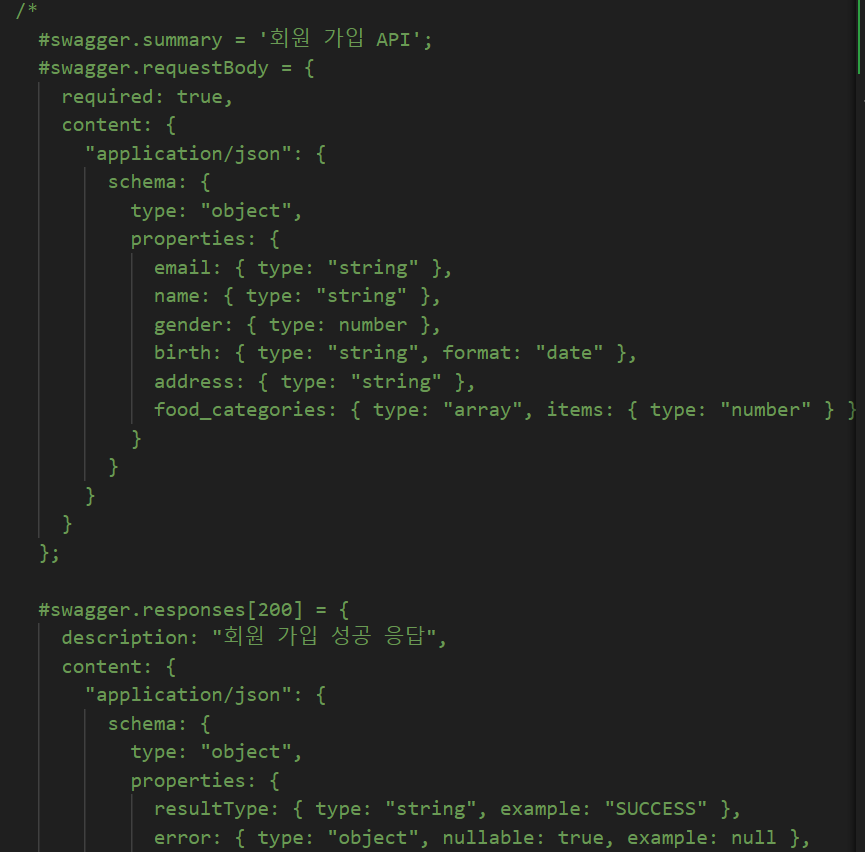 /*
#swagger.summary = '회원 가입 API';
#swagger.requestBody = {
required: true,
content: {
"application/json": {
schema: {
type: "object",
properties: {
email: { type: "string" },
name: { type: "string" },
gender: { type: number },
birth: { type: "string", format: "date" },
address: { type: "string" },
food_categories: { type: "array", items: { type: "number" } }
}
}
}
}
};
#swagger.responses[200] = {
description: "회원 가입 성공 응답",
content: {
"application/json": {
schema: {
type: "object",
properties: {
resultType: { type: "string", example: "SUCCESS" },
error: { type: "object", nullable: true, example: null },